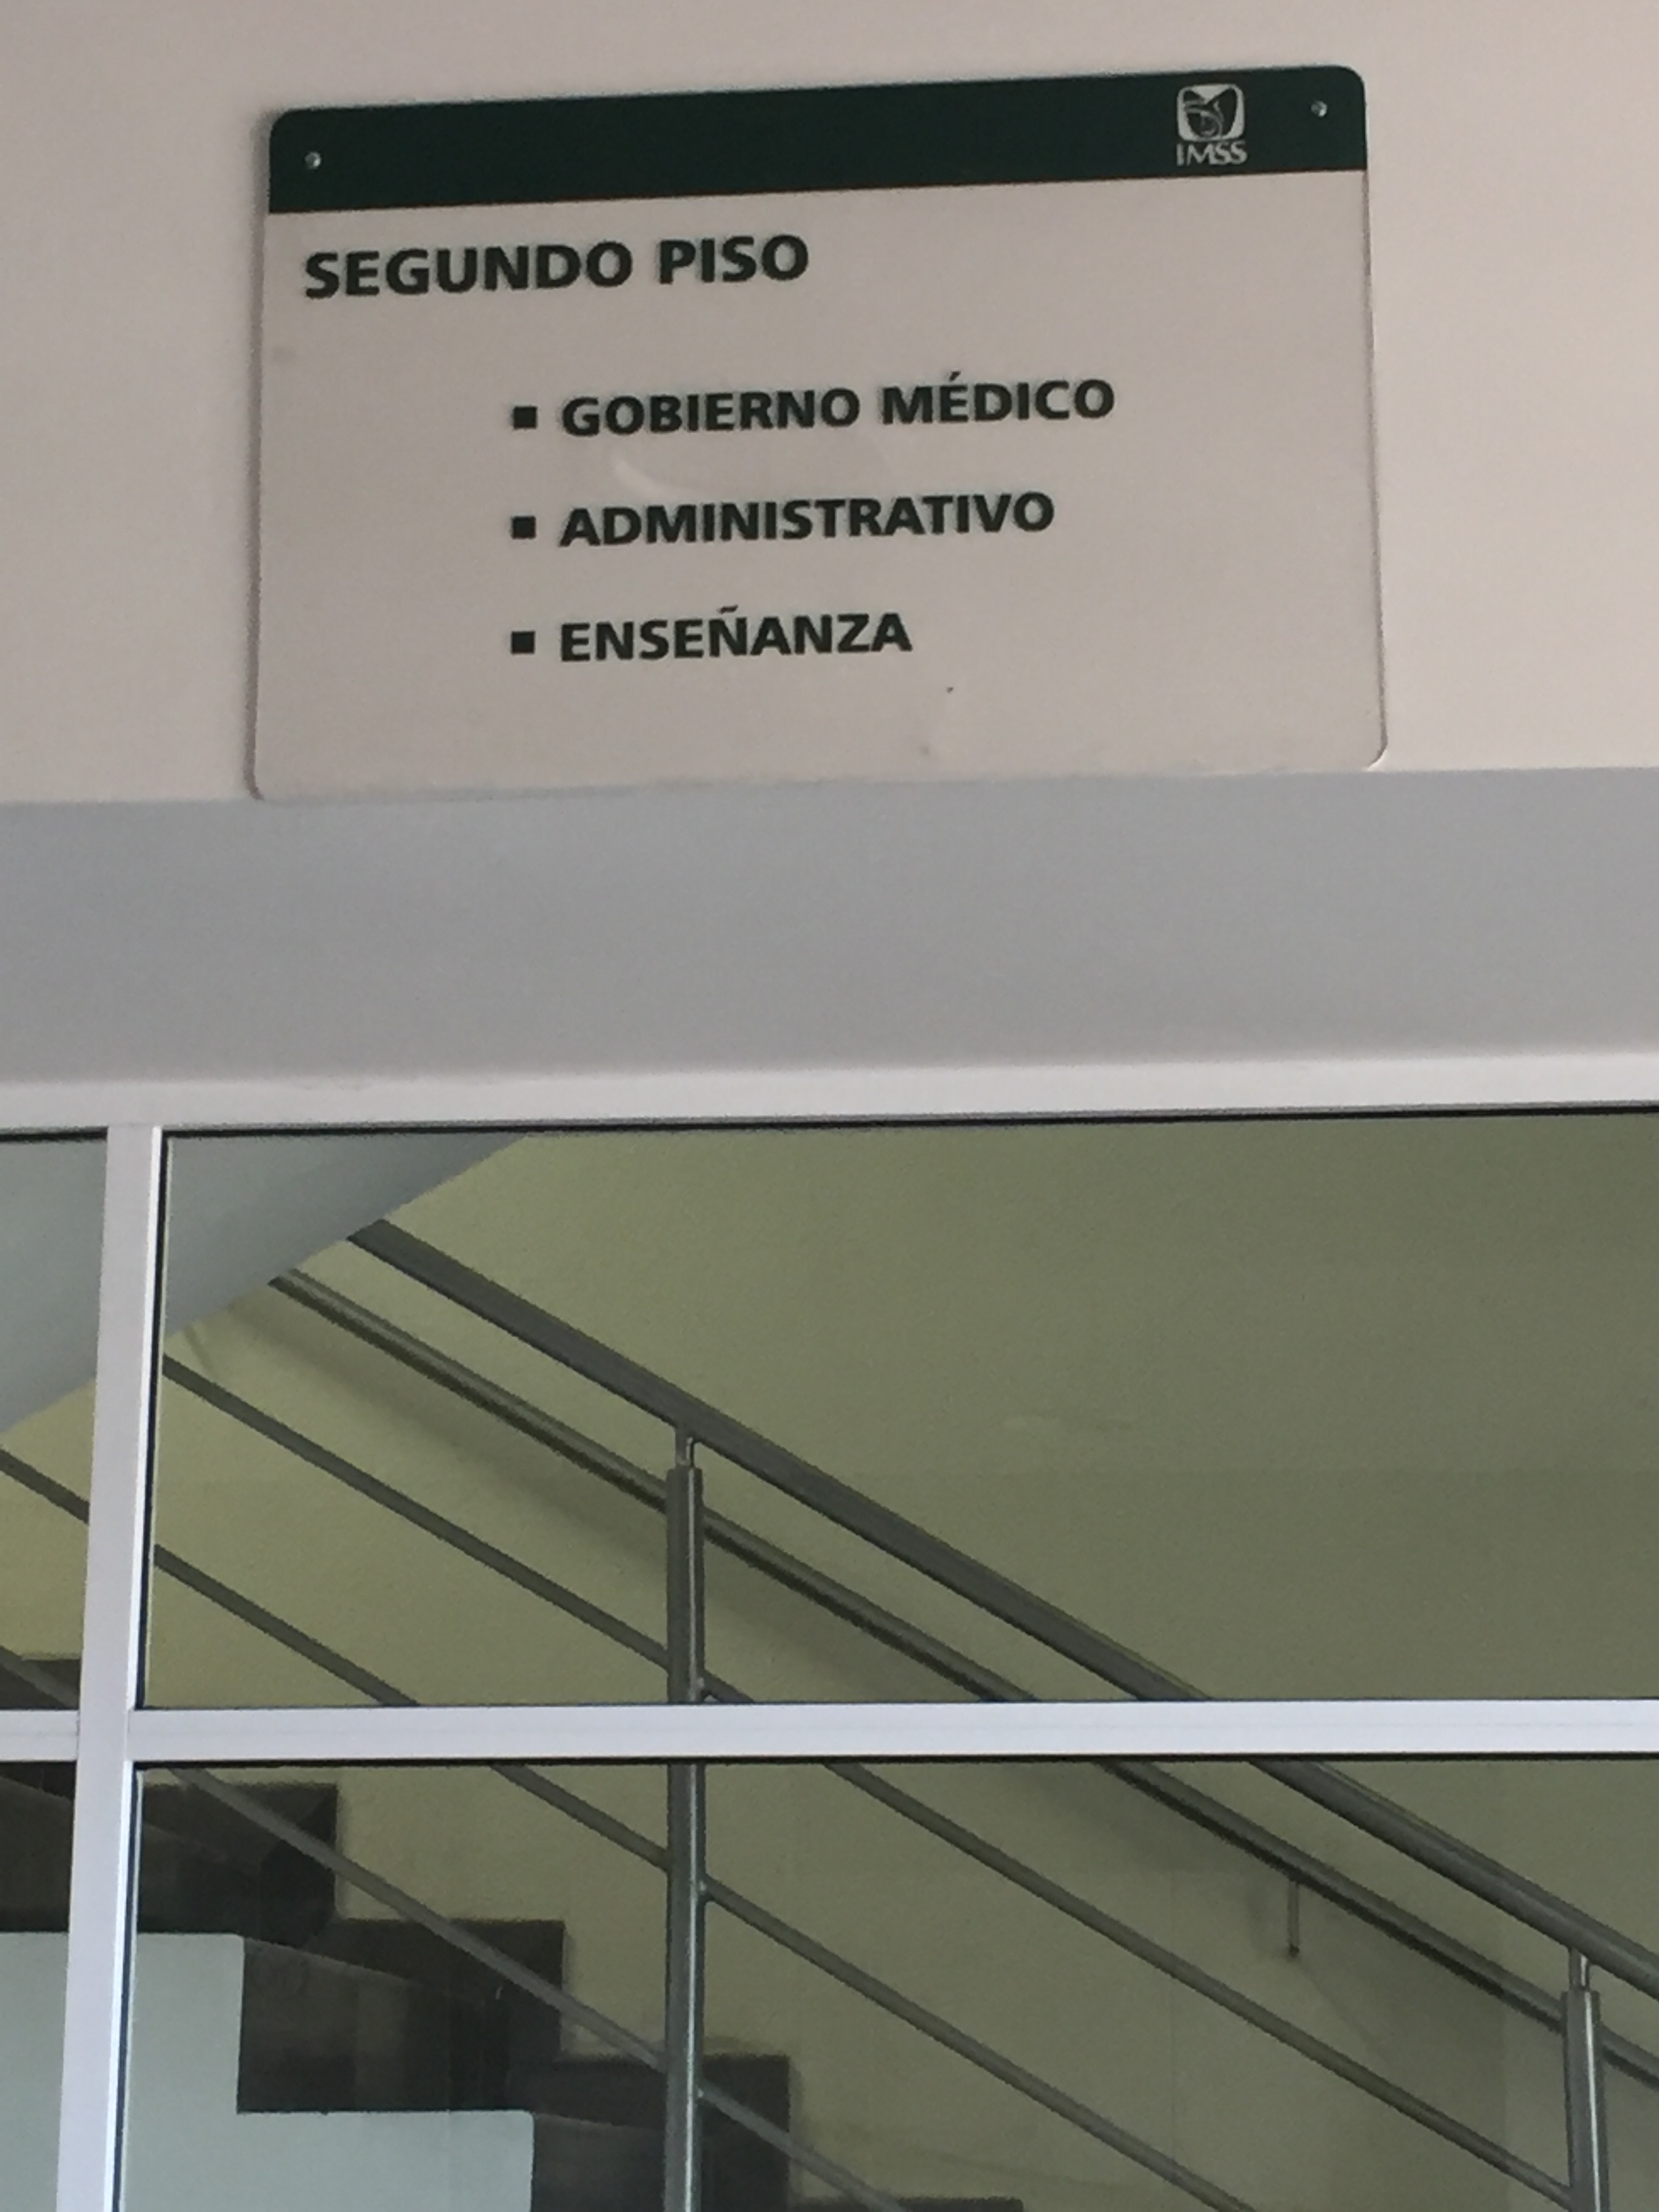 IMSS
SEGUNDO PISO
▪ GOBIERNO MÉDICO
▪ ADMINISTRATIVO
▪ ENSEÑANZA